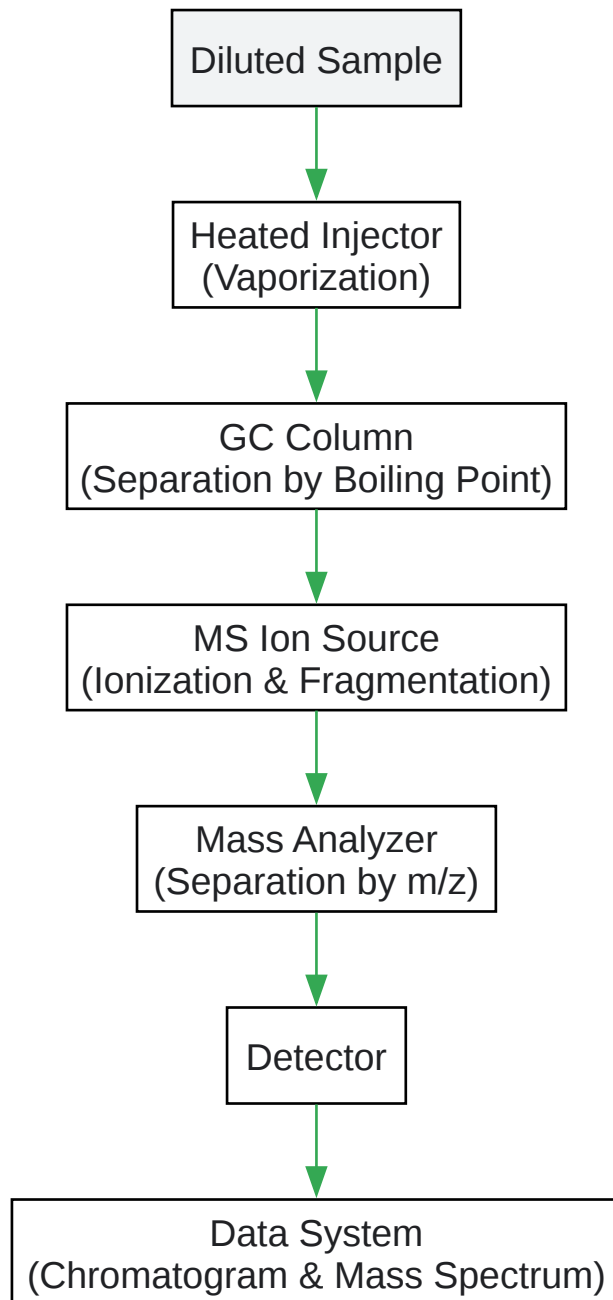 Diluted Sample
Heated Injector
(Vaporization)
GC Column
(Separation by Boiling Point)
MS Ion Source
(Ionization & Fragmentation)
Mass Analyzer
(Separation by m/z)
Detector
Data System
(Chromatogram & Mass Spectrum)